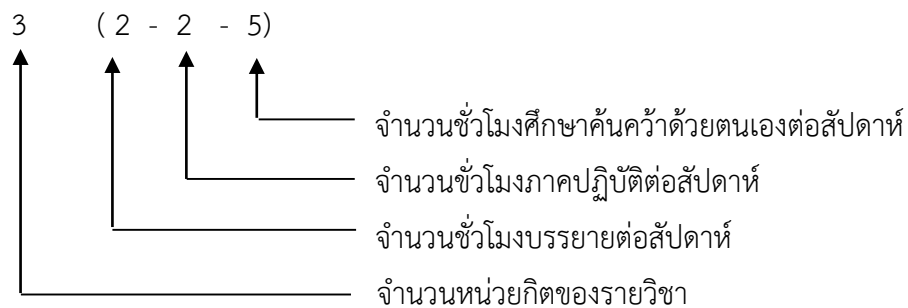 3 (2 - 2 - 5)
จำนวนชั่วโมงศึกษาค้นคว้าด้วยตนเองต่อสัปดาห์
จำนวนขั่วโมงภาคปฏิบัติต่อสัปดาห์
จำนวนชั่วโมงบรรยายต่อสัปดาห์
จำนวนหน่วยกิตของรายวิชา